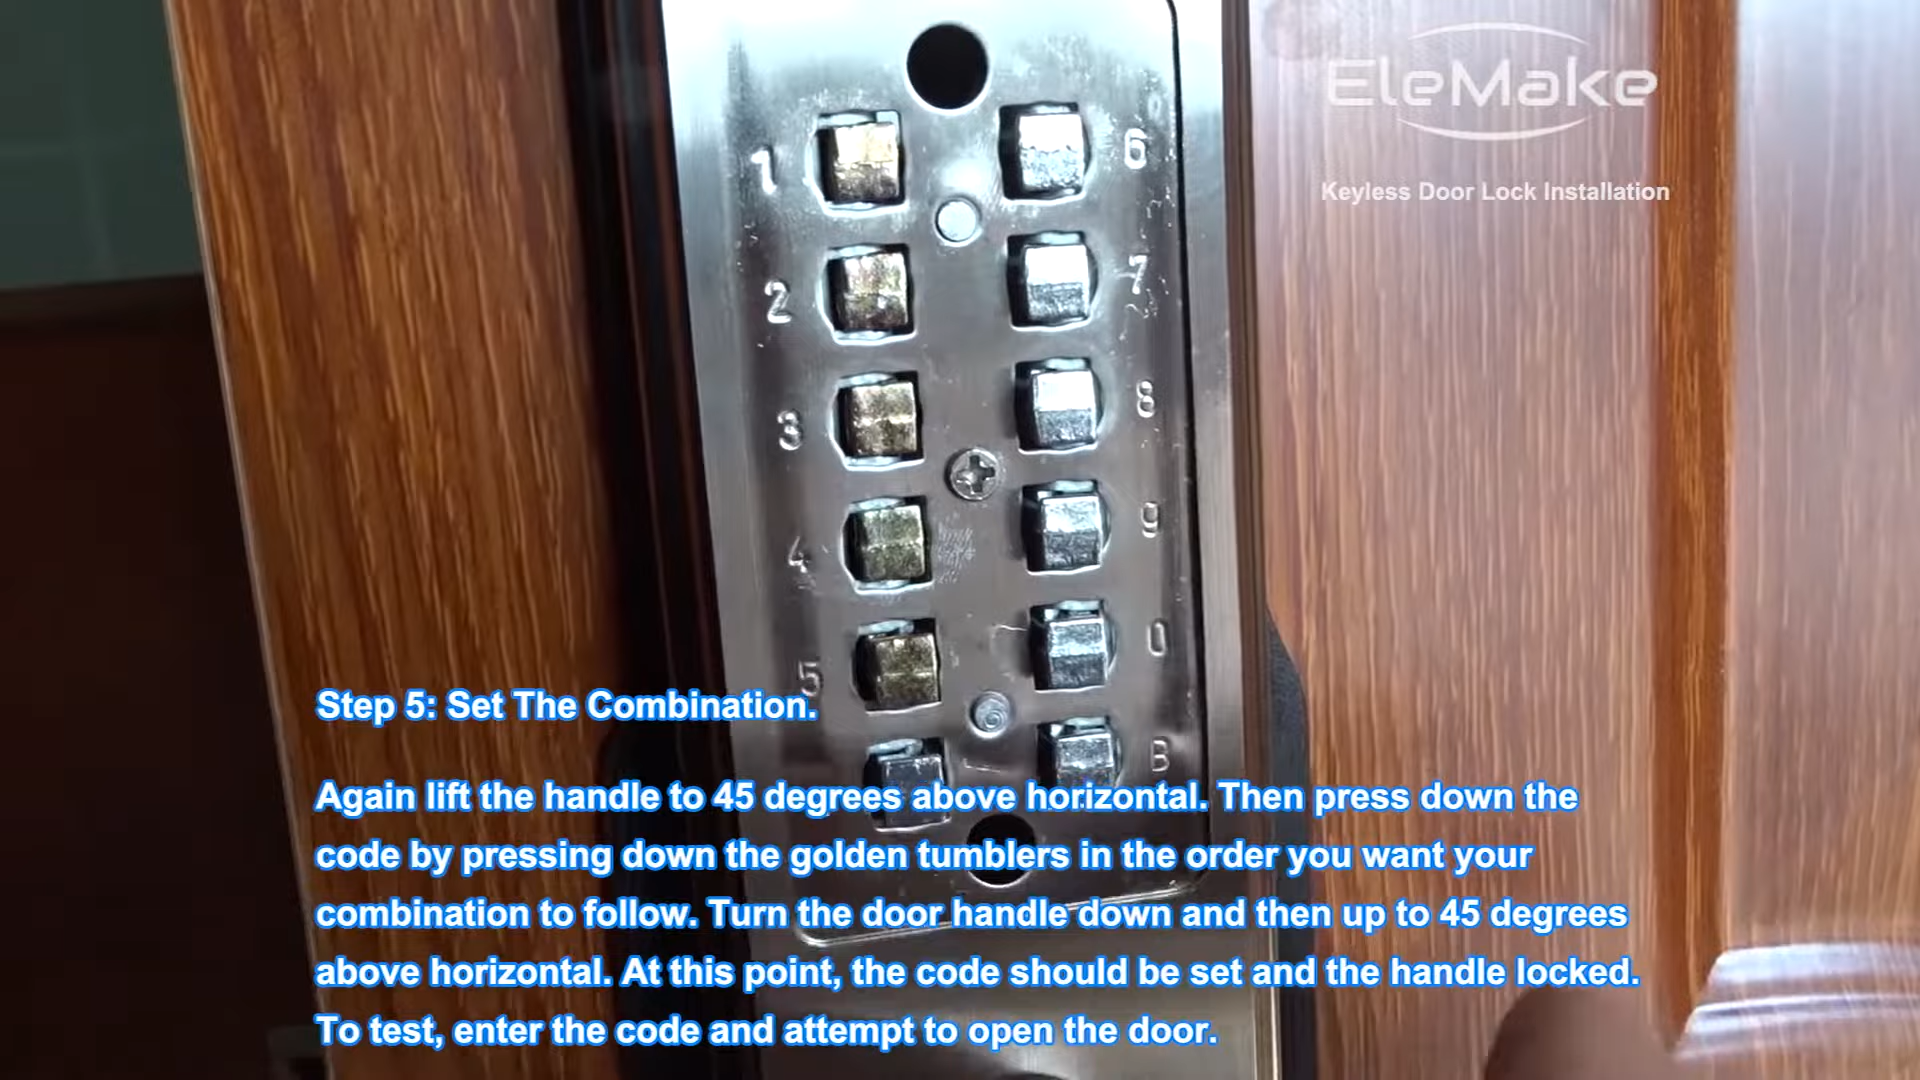 EleMake
Keyless Door Lock Installation
1 6
2 7
3 8
4 9
5 0
B
Step 5: Set The Combination.
Again lift the handle to 45 degrees above horizontal. Then press down the
code by pressing down the golden tumblers in the order you want your
combination to follow. Turn the door handle down and then up to 45 degrees
above horizontal. At this point, the code should be set and the handle locked.
To test, enter the code and attempt to open the door.